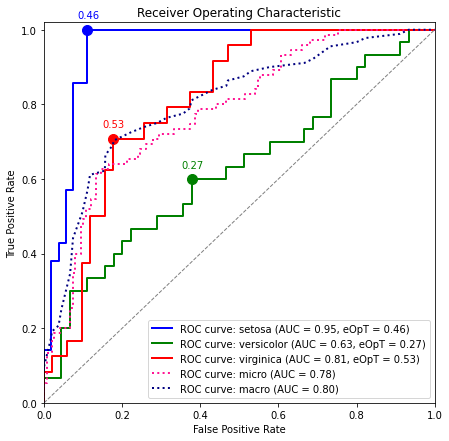 Receiver Operating Characteristic
0.46
1.0
0.53
0.8
0.27
0.6
True Positive Rate
0.4
0.2
ROC curve: setosa (AUC = 0.95, eOpT = 0.46)
ROC curve: versicolor (AUC = 0.63, eOpT = 0.27)
ROC curve: virginica (AUC = 0.81, eOpT = 0.53)
ROC curve: micro (AUC = 0.78)
ROC curve: macro (AUC = 0.80)
0.0
0.0 0.2 0.4 0.6 0.8 1.0
False Positive Rate